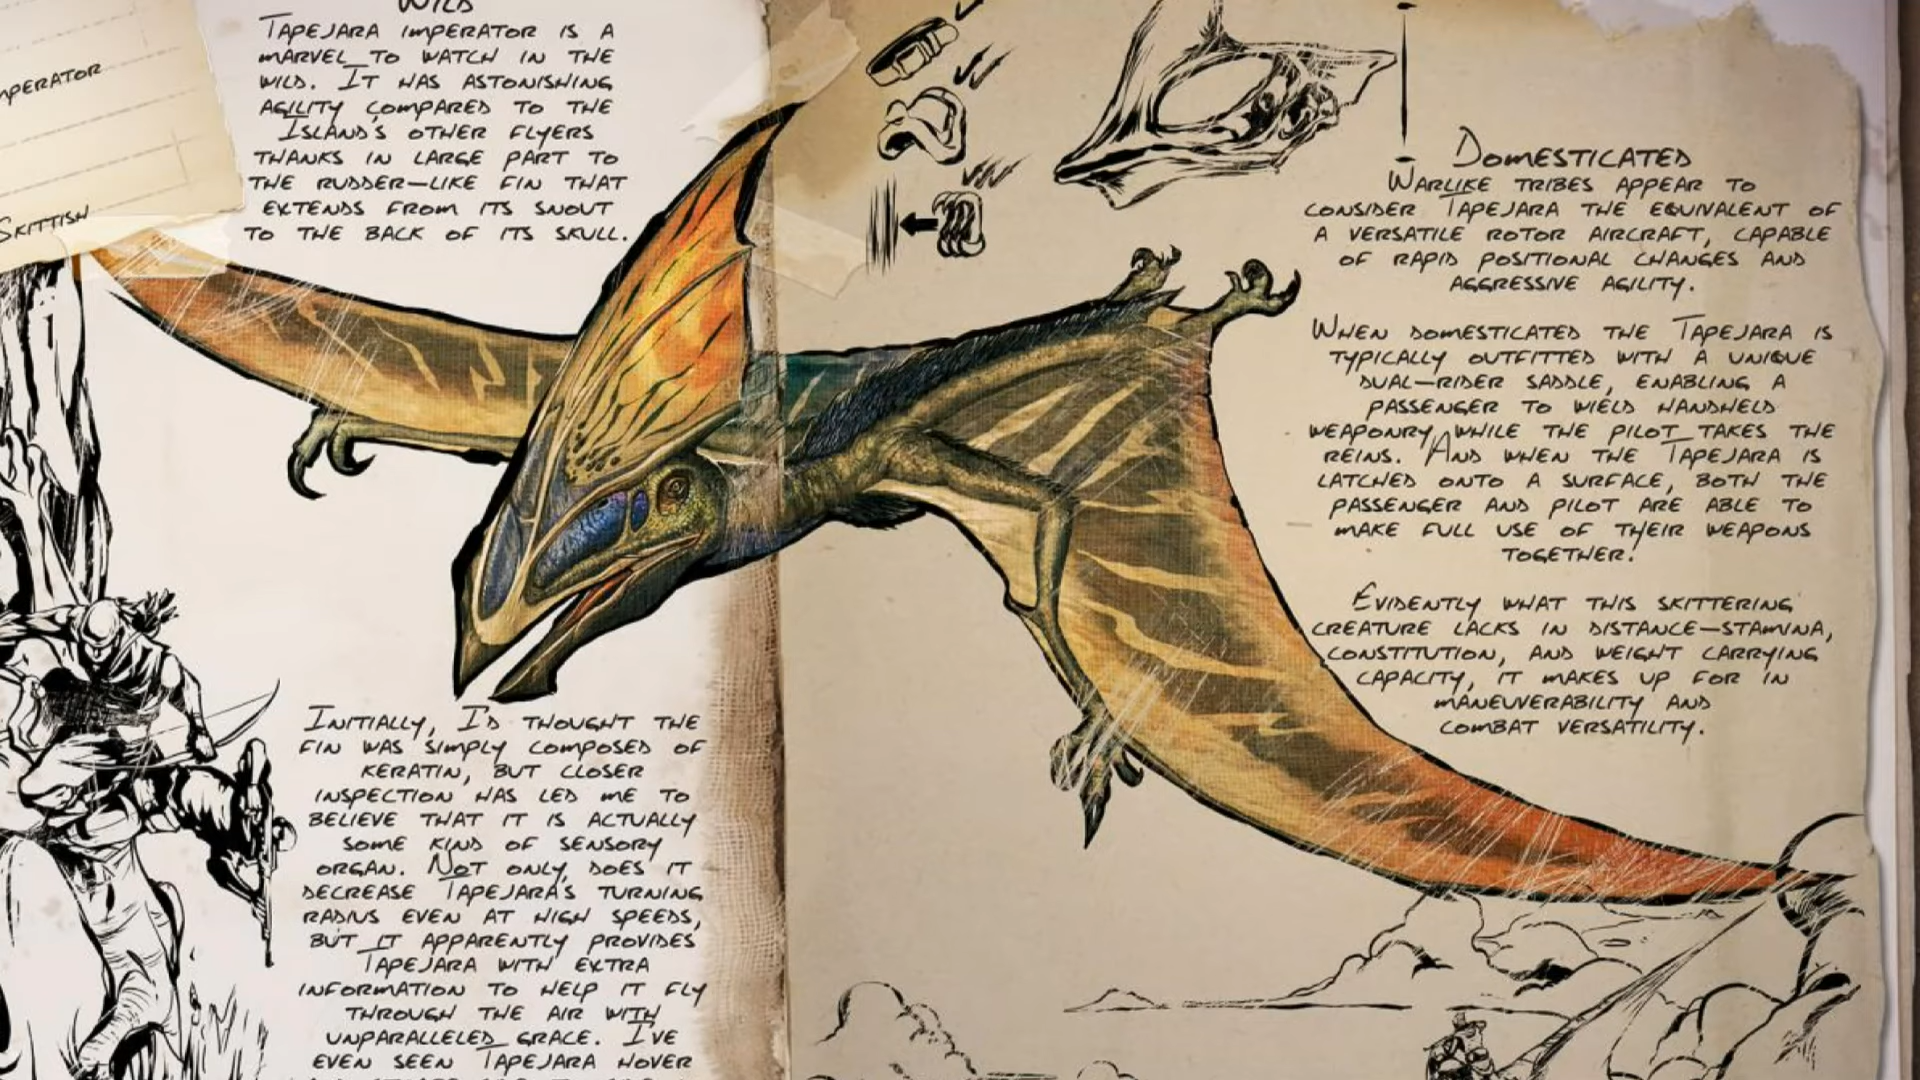 MPERATOR
SKITTISH
WILD
TAPEJARA IMPERATOR IS A
MARVEL TO WATCH IN THE
WILD. IT HAS ASTONISHING
AGILITY COMPARED TO THE
ISLAND'S OTHER FLYERS
THANKS IN LARGE PART TO
THE RUDDER-LIKE FIN THAT
EXTENDS FROM ITS SNOUT
TO THE BACK OF ITS SKULL.
INITIALLY, I'D THOUGHT THE
FIN WAS SIMPLY COMPOSED OF
KERATIN, BUT CLOSER
INSPECTION HAS LED ME TO
BELIEVE THAT IT IS ACTUALLY
SOME KIND OF SENSORY
ORGAN. NOT ONLY DOES IT
DECREASE TAPEJARA'S TURNING
RADIUS EVEN AT HIGH SPEEDS,
BUT IT APPARENTLY PROVIDES
TAPEJARA WITH EXTRA
INFORMATION TO HELP IT FLY
THROUGH THE AIR WITH
UNPARALLELED GRACE. I'VE
EVEN SEEN TAPEJARA HOVER
DOMESTICATED
WARLIKE TRIBES APPEAR TO
CONSIDER TAPEJARA THE EQUIVALENT OF
A VERSATILE ROTOR AIRCRAFT, CAPABLE
OF RAPID POSITIONAL CHANGES AND
AGGRESSIVE AGILITY.
WHEN DOMESTICATED THE TAPEJARA IS
TYPICALLY OUTFITTED WITH A UNIQUE
DUAL-RIDER SADDLE, ENABLING A
PASSENGER TO WIELD HANDHELD
WEAPONRY WHILE THE PILOT TAKES THE
REINS. AND WHEN THE TAPEJARA IS
LATCHED ONTO A SURFACE, BOTH THE
PASSENGER AND PILOT ARE ABLE TO
MAKE FULL USE OF THEIR WEAPONS
TOGETHER!
EVIDENTLY WHAT THIS SKITTERING
CREATURE LACKS IN DISTANCE-STAMINA,
CONSTITUTION, AND WEIGHT CARRYING
CAPACITY, IT MAKES UP FOR IN
MANEUVERABILITY AND
COMBAT VERSATILITY.